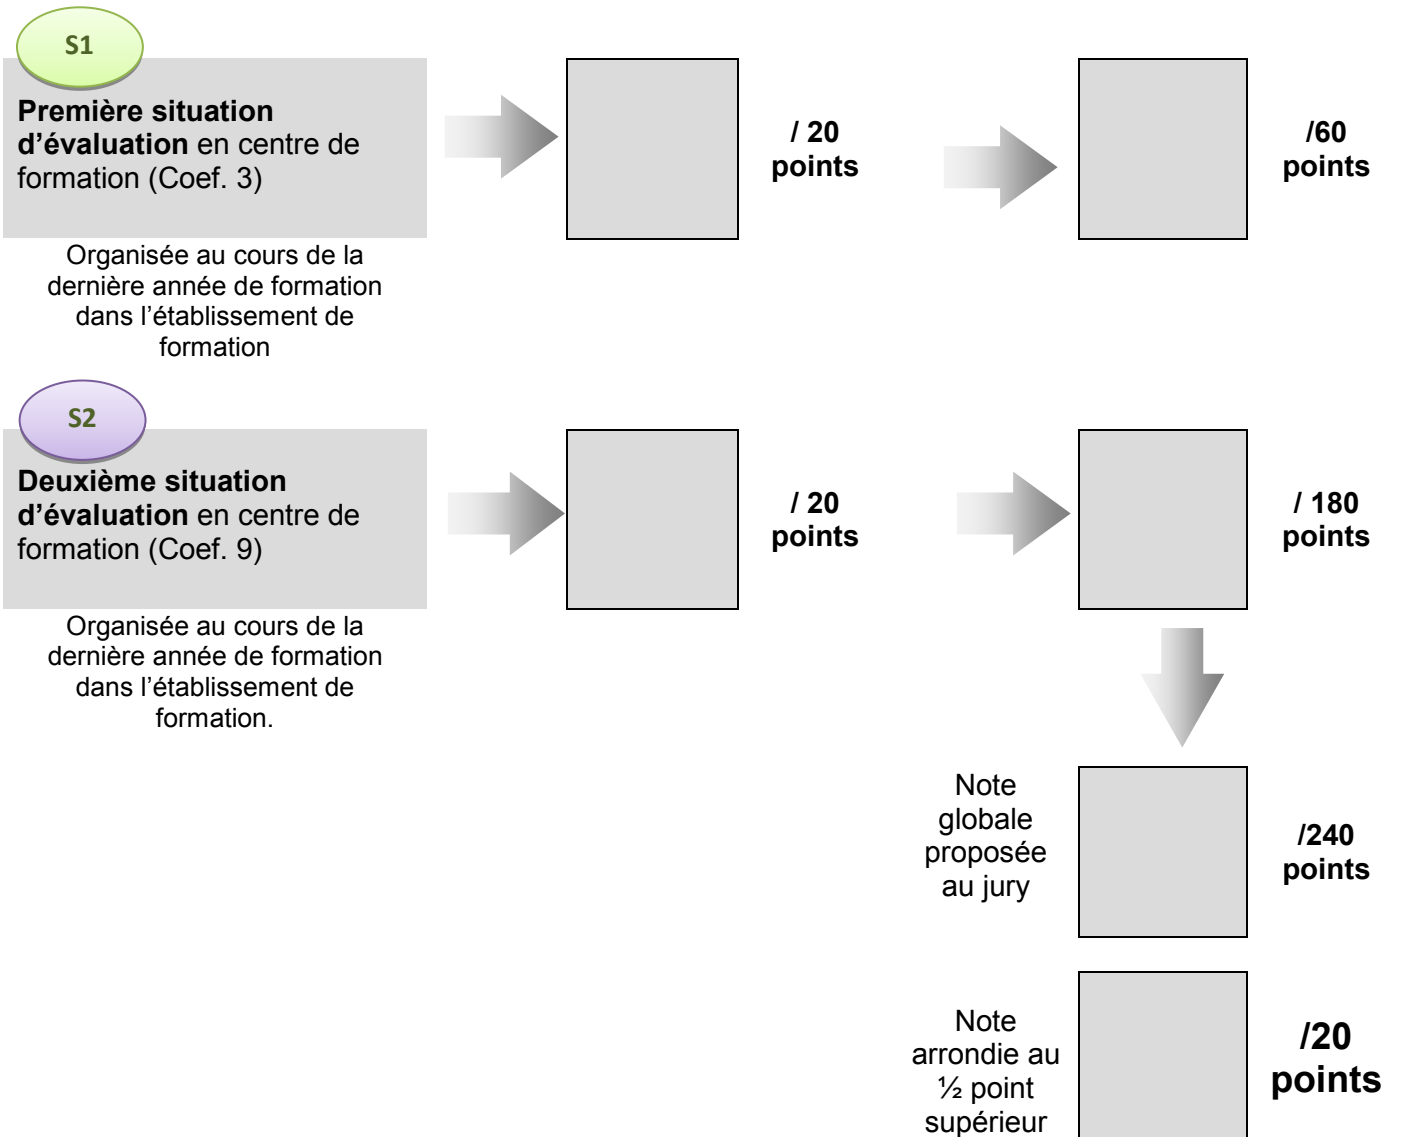 S1
Première situation
d’évaluation en centre de
formation (Coef. 3)
/ 20
points
/60
points
Organisée au cours de la
dernière année de formation
dans l’établissement de
formation
S2
Deuxième situation
d’évaluation en centre de
formation (Coef. 9)
/ 20
points
/ 180
points
Organisée au cours de la
dernière année de formation
dans l’établissement de
formation.
Note
globale
proposée
au jury
/240
points
Note
arrondie au
½ point
supérieur
/20
points